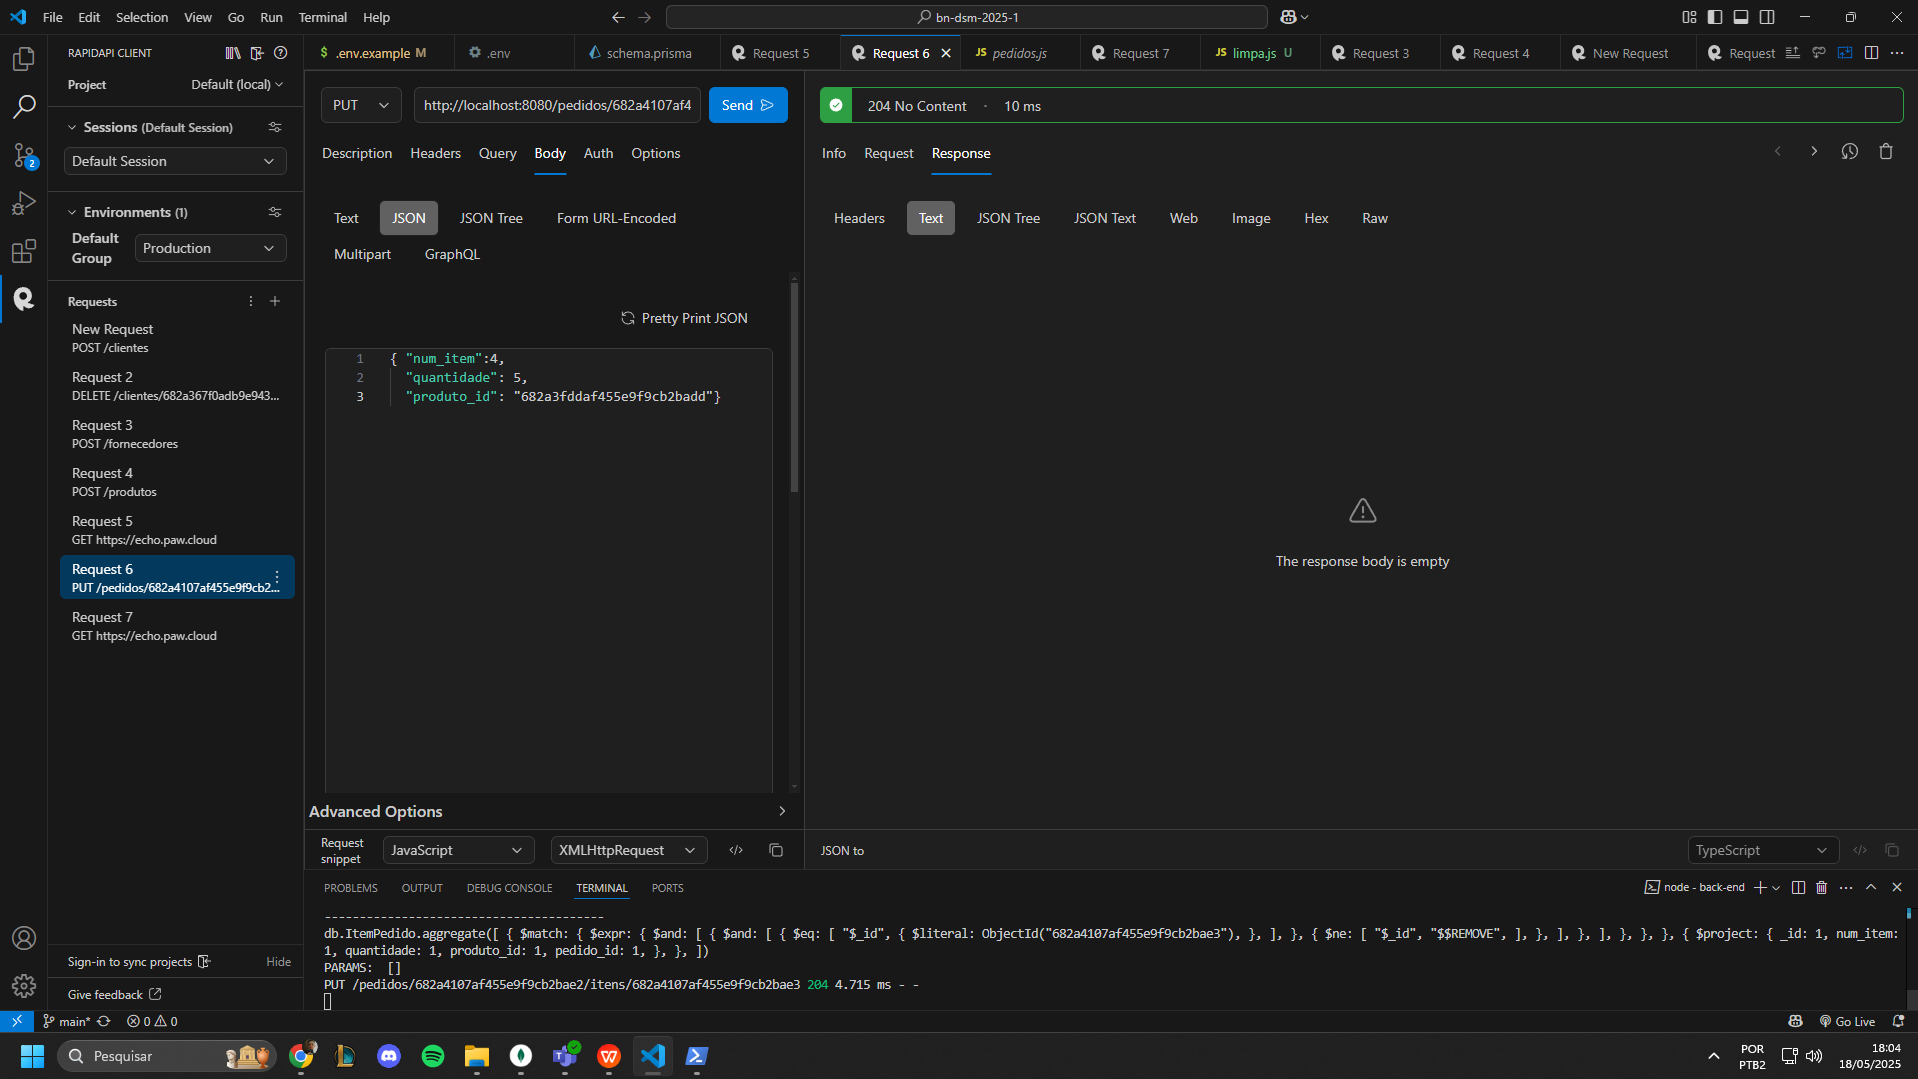 File Edit Selection View Go Run Terminal Help
bn-dsm-2025-1
RAPIDAPI CLIENT
$ .env.example M
.env
schema.prisma
Request 5
Request 6
JS pedidos.js
Request 7
JS limpa.js U
Request 3
Request 4
New Request
Request
Project
Default (local)
Sessions (Default Session)
Default Session
Environments (1)
Default Group
Production
Requests
New Request
POST /clientes
Request 2
DELETE /clientes/682a367f0adb9e943...
Request 3
POST /fornecedores
Request 4
POST /produtos
Request 5
GET https://echo.paw.cloud
Request 6
PUT /pedidos/682a4107af455e9f9cb2...
Request 7
GET https://echo.paw.cloud
Sign-in to sync projects
Hide
Give feedback
PUT
http://localhost:8080/pedidos/682a4107af4
Send
Description Headers Query Body Auth Options
Text JSON JSON Tree Form URL-Encoded
Multipart GraphQL
Pretty Print JSON
1 { "num_item":4,
2 "quantidade": 5,
3 "produto_id": "682a3fddaf455e9f9cb2badd"}
Advanced Options
Request snippet
JavaScript
XMLHttpRequest
204 No Content · 10 ms
Info Request Response
Headers Text JSON Tree JSON Text Web Image Hex Raw
The response body is empty
JSON to
TypeScript
PROBLEMS OUTPUT DEBUG CONSOLE TERMINAL PORTS
node - back-end
----------------------------------------
db.ItemPedido.aggregate([ { $match: { $expr: { $and: [ { $and: [ { $eq: [ "$_id", { $literal: ObjectId("682a4107af455e9f9cb2bae3"), }, ], }, { $ne: [ "$_id", "$$REMOVE", ], }, ], }, ], }, }, }, { $project: { _id: 1, num_item:
1, quantidade: 1, produto_id: 1, pedido_id: 1, }, }, ])
PARAMS: []
PUT /pedidos/682a4107af455e9f9cb2bae2/itens/682a4107af455e9f9cb2bae3 204 4.715 ms - -
2
main*
0 0
Go Live
Pesquisar
POR
PTB2
18:04
18/05/2025